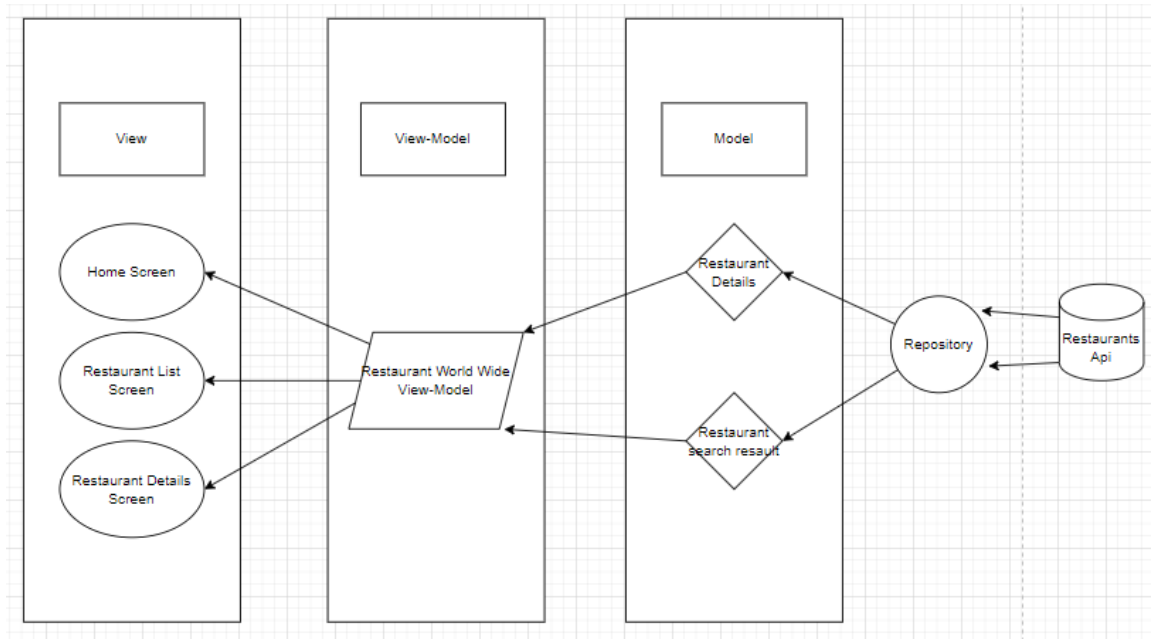 View
View-Model
Model
Home Screen
Restaurant
Details
Restaurant List
Screen
Restaurant World Wide
View-Model
Repository
Restaurants
Api
Restaurant
search resault
Restaurant Details
Screen